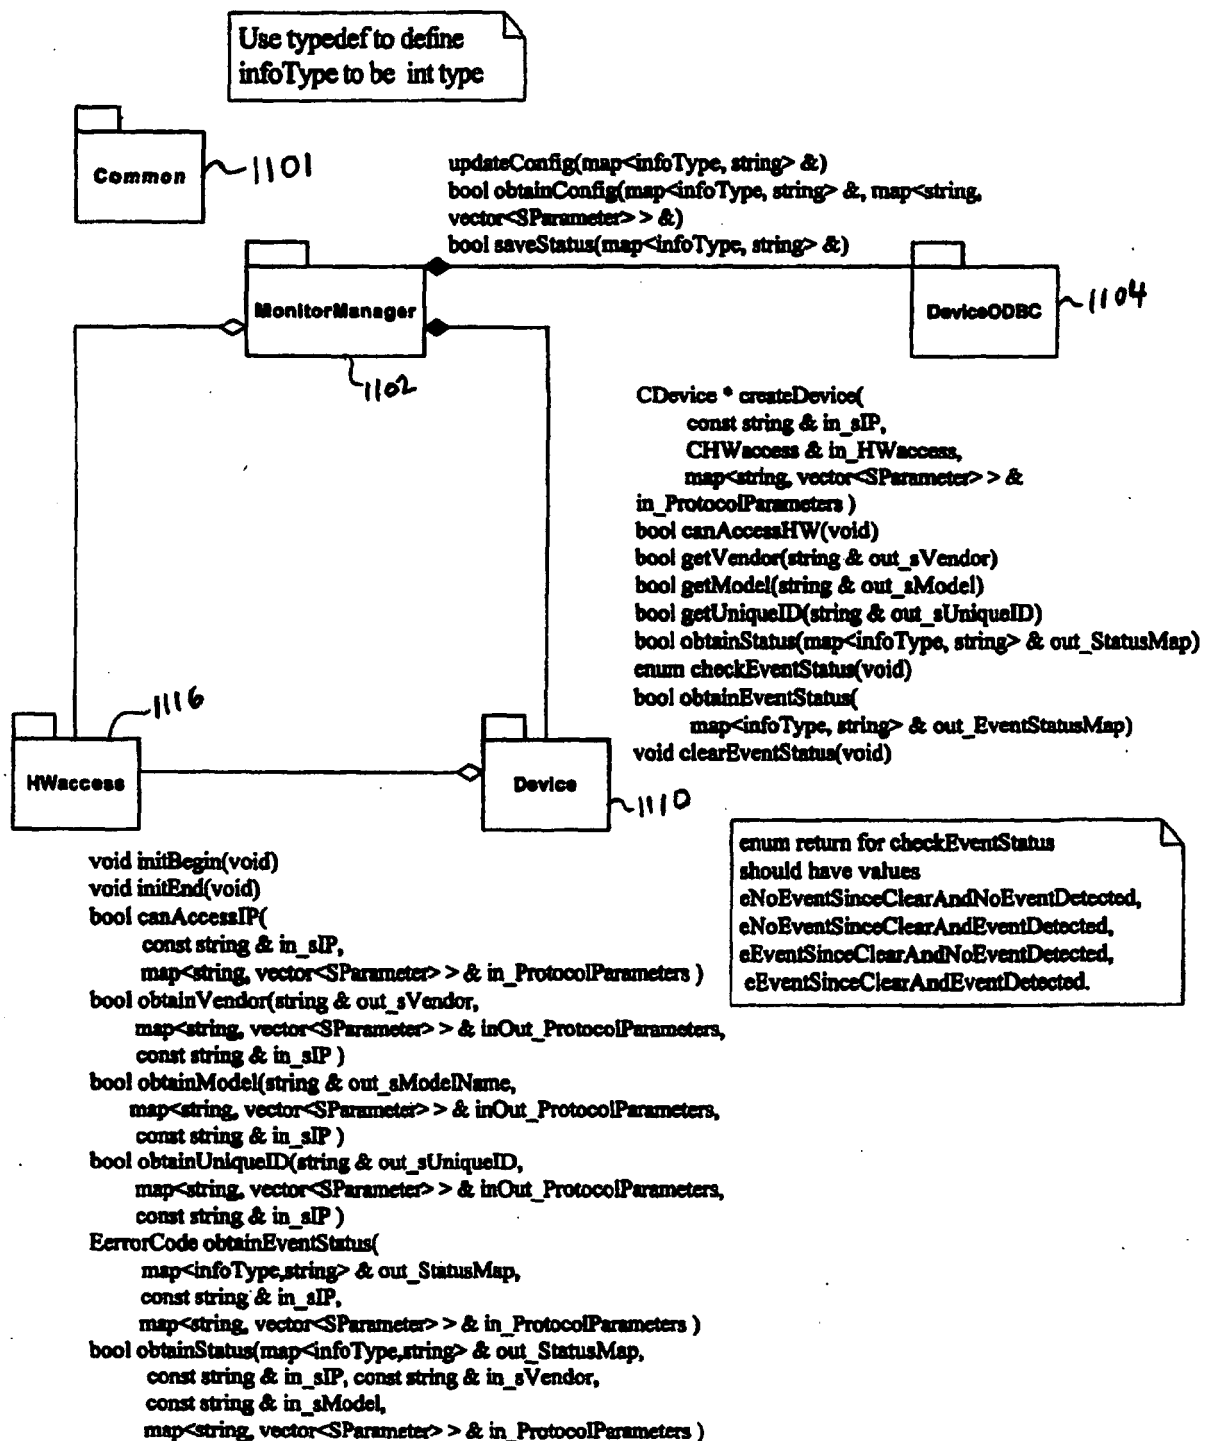 Use typedef to define
infoType to be int type
Common
1101
updateConfig(map<infoType, string> &)
bool obtainConfig(map<infoType, string> &, map<string,
vector<SParameter> > &)
bool saveStatus(map<infoType, string> &)
MonitorManager
1102
DeviceODBC
1104
CDevice * createDevice(
const string & in_sIP,
CHWaccess & in_HWaccess,
map<string, vector<SParameter> > &
in_ProtocolParameters )
bool canAccessHW(void)
bool getVendor(string & out_sVendor)
bool getModel(string & out_sModel)
bool getUniqueID(string & out_sUniqueID)
bool obtainStatus(map<infoType, string> & out_StatusMap)
enum checkEventStatus(void)
bool obtainEventStatus(
map<infoType, string> & out_EventStatusMap)
void clearEventStatus(void)
1116
HWaccess
Device
1110
enum return for checkEventStatus
should have values
eNoEventSinceClearAndNoEventDetected,
eNoEventSinceClearAndEventDetected,
eEventSinceClearAndNoEventDetected,
eEventSinceClearAndEventDetected.
void initBegin(void)
void initEnd(void)
bool canAccessIP(
const string & in_sIP,
map<string, vector<SParameter> > & in_ProtocolParameters )
bool obtainVendor(string & out_sVendor,
map<string, vector<SParameter> > & inOut_ProtocolParameters,
const string & in_sIP )
bool obtainModel(string & out_sModelName,
map<string, vector<SParameter> > & inOut_ProtocolParameters,
const string & in_sIP )
bool obtainUniqueID(string & out_sUniqueID,
map<string, vector<SParameter> > & inOut_ProtocolParameters,
const string & in_sIP )
EerrorCode obtainEventStatus(
map<infoType,string> & out_StatusMap,
const string & in_sIP,
map<string, vector<SParameter> > & in_ProtocolParameters )
bool obtainStatus(map<infoType,string> & out_StatusMap,
const string & in_sIP, const string & in_sVendor,
const string & in_sModel,
map<string, vector<SParameter> > & in_ProtocolParameters )